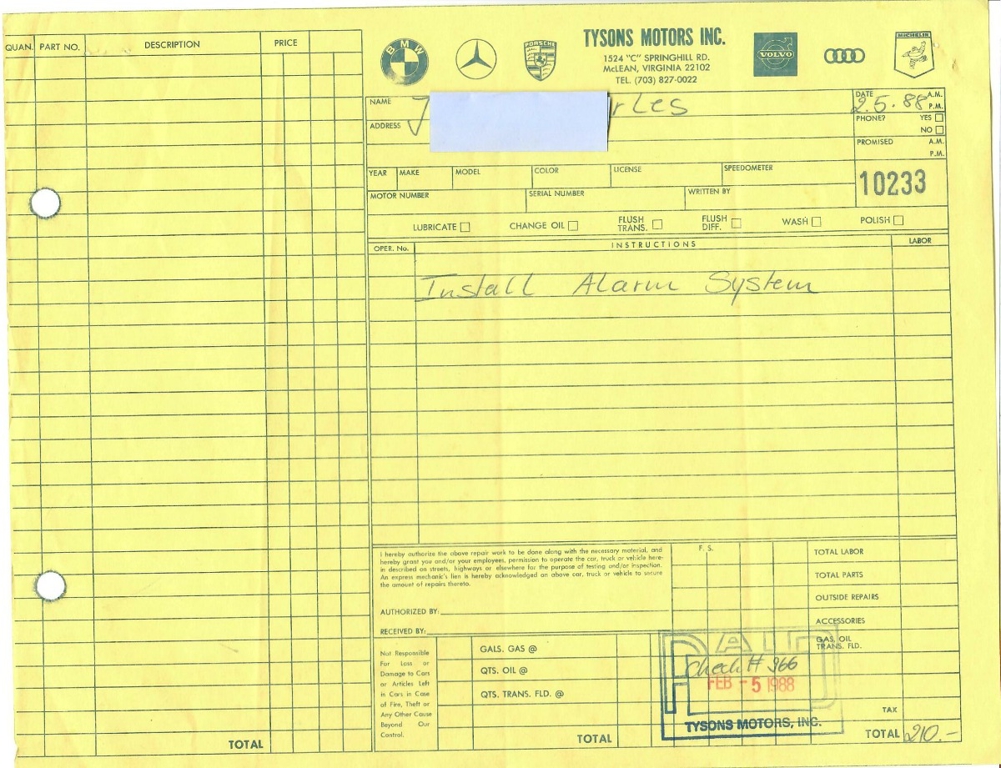 QUAN. PART NO. DESCRIPTION PRICE
BMW
PORSCHE
TYSONS MOTORS INC.
1524 "C" SPRINGHILL RD.
McLEAN, VIRGINIA 22102
TEL. (703) 827-0022
VOLVO
MICHELIN
NAME
rles
DATE 2.5.88 A.M.
P.M.
ADDRESS
PHONE? YES
NO
PROMISED A.M.
P.M.
YEAR MAKE MODEL COLOR LICENSE SPEEDOMETER
MOTOR NUMBER SERIAL NUMBER WRITTEN BY
10233
LUBRICATE CHANGE OIL FLUSH TRANS. FLUSH DIFF. WASH POLISH
OPER. No. INSTRUCTIONS LABOR
Install Alarm System
I hereby authorize the above repair work to be done along with the necessary material, and
hereby grant you and/or your employees, permission to operate the car, truck or vehicle here-
in described on streets, highways or elsewhere for the purpose of testing and/or inspection.
An express mechanic's lien is hereby acknowledged on above car, truck or vehicle to secure
the amount of repairs thereto.
AUTHORIZED BY:
RECEIVED BY:
F. S.
TOTAL LABOR
TOTAL PARTS
OUTSIDE REPAIRS
ACCESSORIES
GAS, OIL
TRANS. FLD.
Not Responsible
For Loss or
Damage to Cars
or Articles Left
in Cars in Case
of Fire, Theft or
Any Other Cause
Beyond Our
Control.
GALS. GAS @
QTS. OIL @
QTS. TRANS. FLD. @
PAID
Check # 966
FEB - 5 1988
TYSONS MOTORS, INC.
TAX
TOTAL
TOTAL
TOTAL 210.-